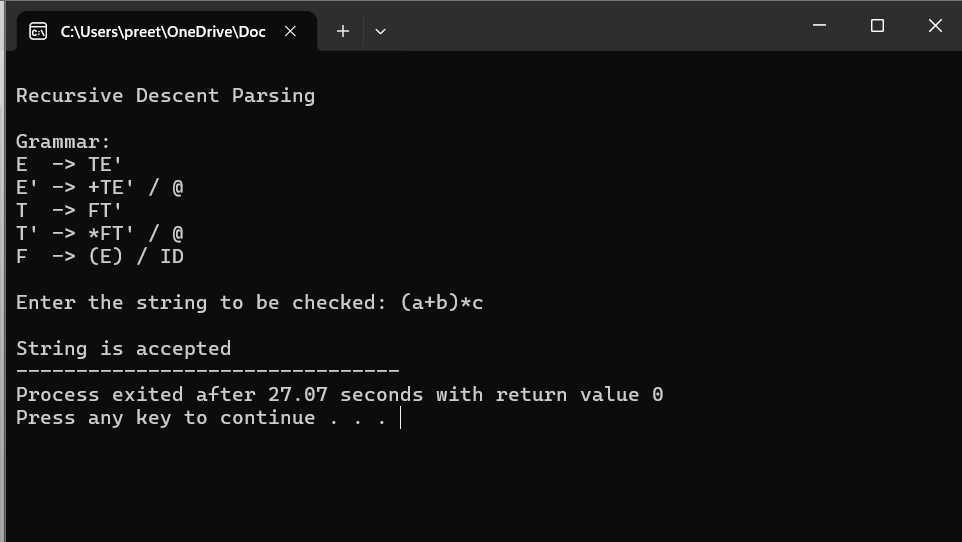 C:\Users\preet\OneDrive\Doc
Recursive Descent Parsing
Grammar:
E  -> TE'
E' -> +TE' / @
T  -> FT'
T' -> *FT' / @
F  -> (E) / ID
Enter the string to be checked: (a+b)*c
String is accepted
--------------------------------
Process exited after 27.07 seconds with return value 0
Press any key to continue . . .